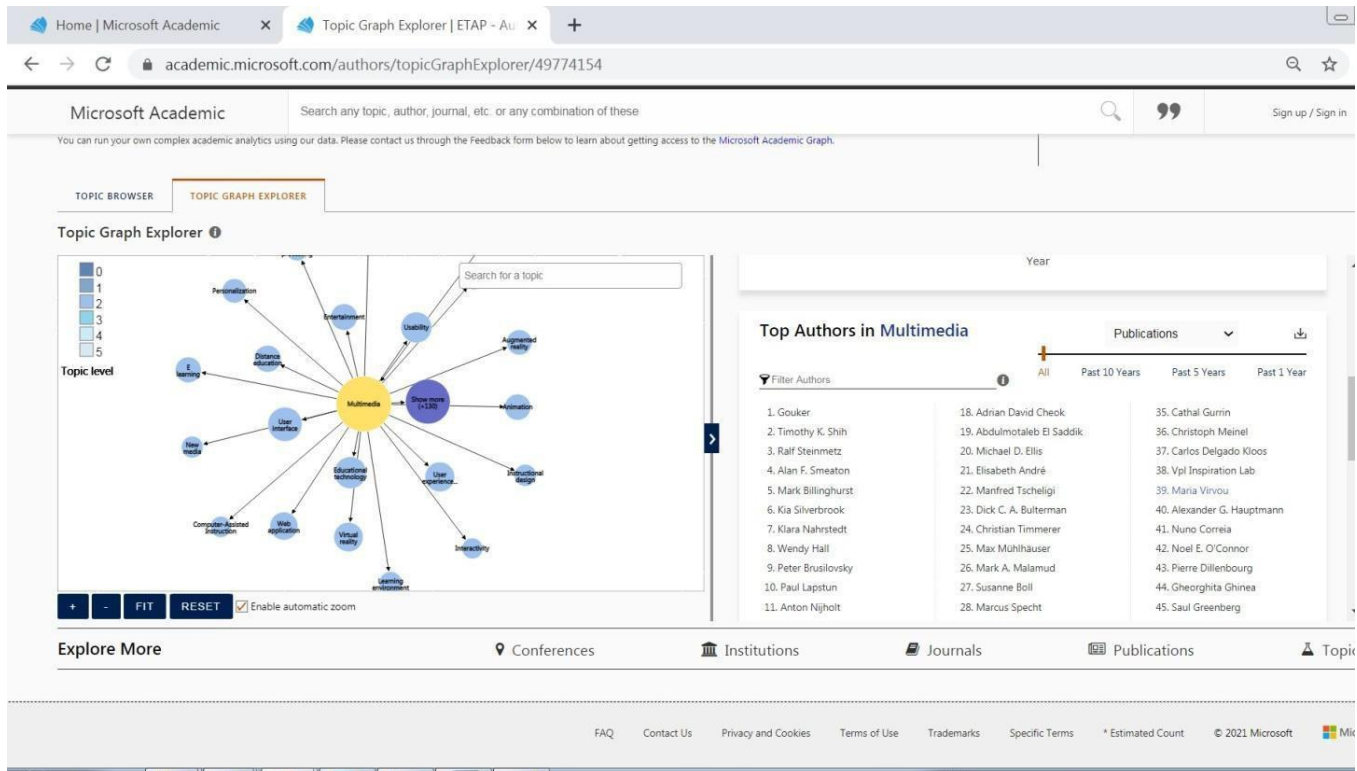 Home | Microsoft Academic
Topic Graph Explorer | ETAP - Au
academic.microsoft.com/authors/topicGraphExplorer/49774154
Microsoft Academic
Search any topic, author, journal, etc. or any combination of these
Sign up / Sign in
You can run your own complex academic analytics using our data. Please contact us through the Feedback form below to learn about getting access to the Microsoft Academic Graph.
TOPIC BROWSER
TOPIC GRAPH EXPLORER
Topic Graph Explorer
0
1
2
3
4
5
Topic level
Search for a topic
Personalization
Entertainment
Usability
Augmented
reality
Distance
education
E
learning
Multimedia
Show more
(+130)
Animation
User
Interface
New
media
Educational
technology
User
experience...
Instructional
design
Computer-Assisted
Instruction
Web
application
Virtual
reality
Interactivity
Learning
environment
+ - FIT RESET Enable automatic zoom
Year
Top Authors in Multimedia
Publications
All Past 10 Years Past 5 Years Past 1 Year
Filter Authors
1. Gouker
2. Timothy K. Shih
3. Ralf Steinmetz
4. Alan F. Smeaton
5. Mark Billinghurst
6. Kia Silverbrook
7. Klara Nahrstedt
8. Wendy Hall
9. Peter Brusilovsky
10. Paul Lapstun
11. Anton Nijholt
18. Adrian David Cheok
19. Abdulmotaleb El Saddik
20. Michael D. Ellis
21. Elisabeth André
22. Manfred Tscheligi
23. Dick C. A. Bulterman
24. Christian Timmerer
25. Max Mühlhäuser
26. Mark A. Malamud
27. Susanne Boll
28. Marcus Specht
35. Cathal Gurrin
36. Christoph Meinel
37. Carlos Delgado Kloos
38. Vpl Inspiration Lab
39. Maria Virvou
40. Alexander G. Hauptmann
41. Nuno Correia
42. Noel E. O'Connor
43. Pierre Dillenbourg
44. Gheorghita Ghinea
45. Saul Greenberg
Explore More
Conferences
Institutions
Journals
Publications
Topic
FAQ Contact Us Privacy and Cookies Terms of Use Trademarks Specific Terms * Estimated Count © 2021 Microsoft Mic